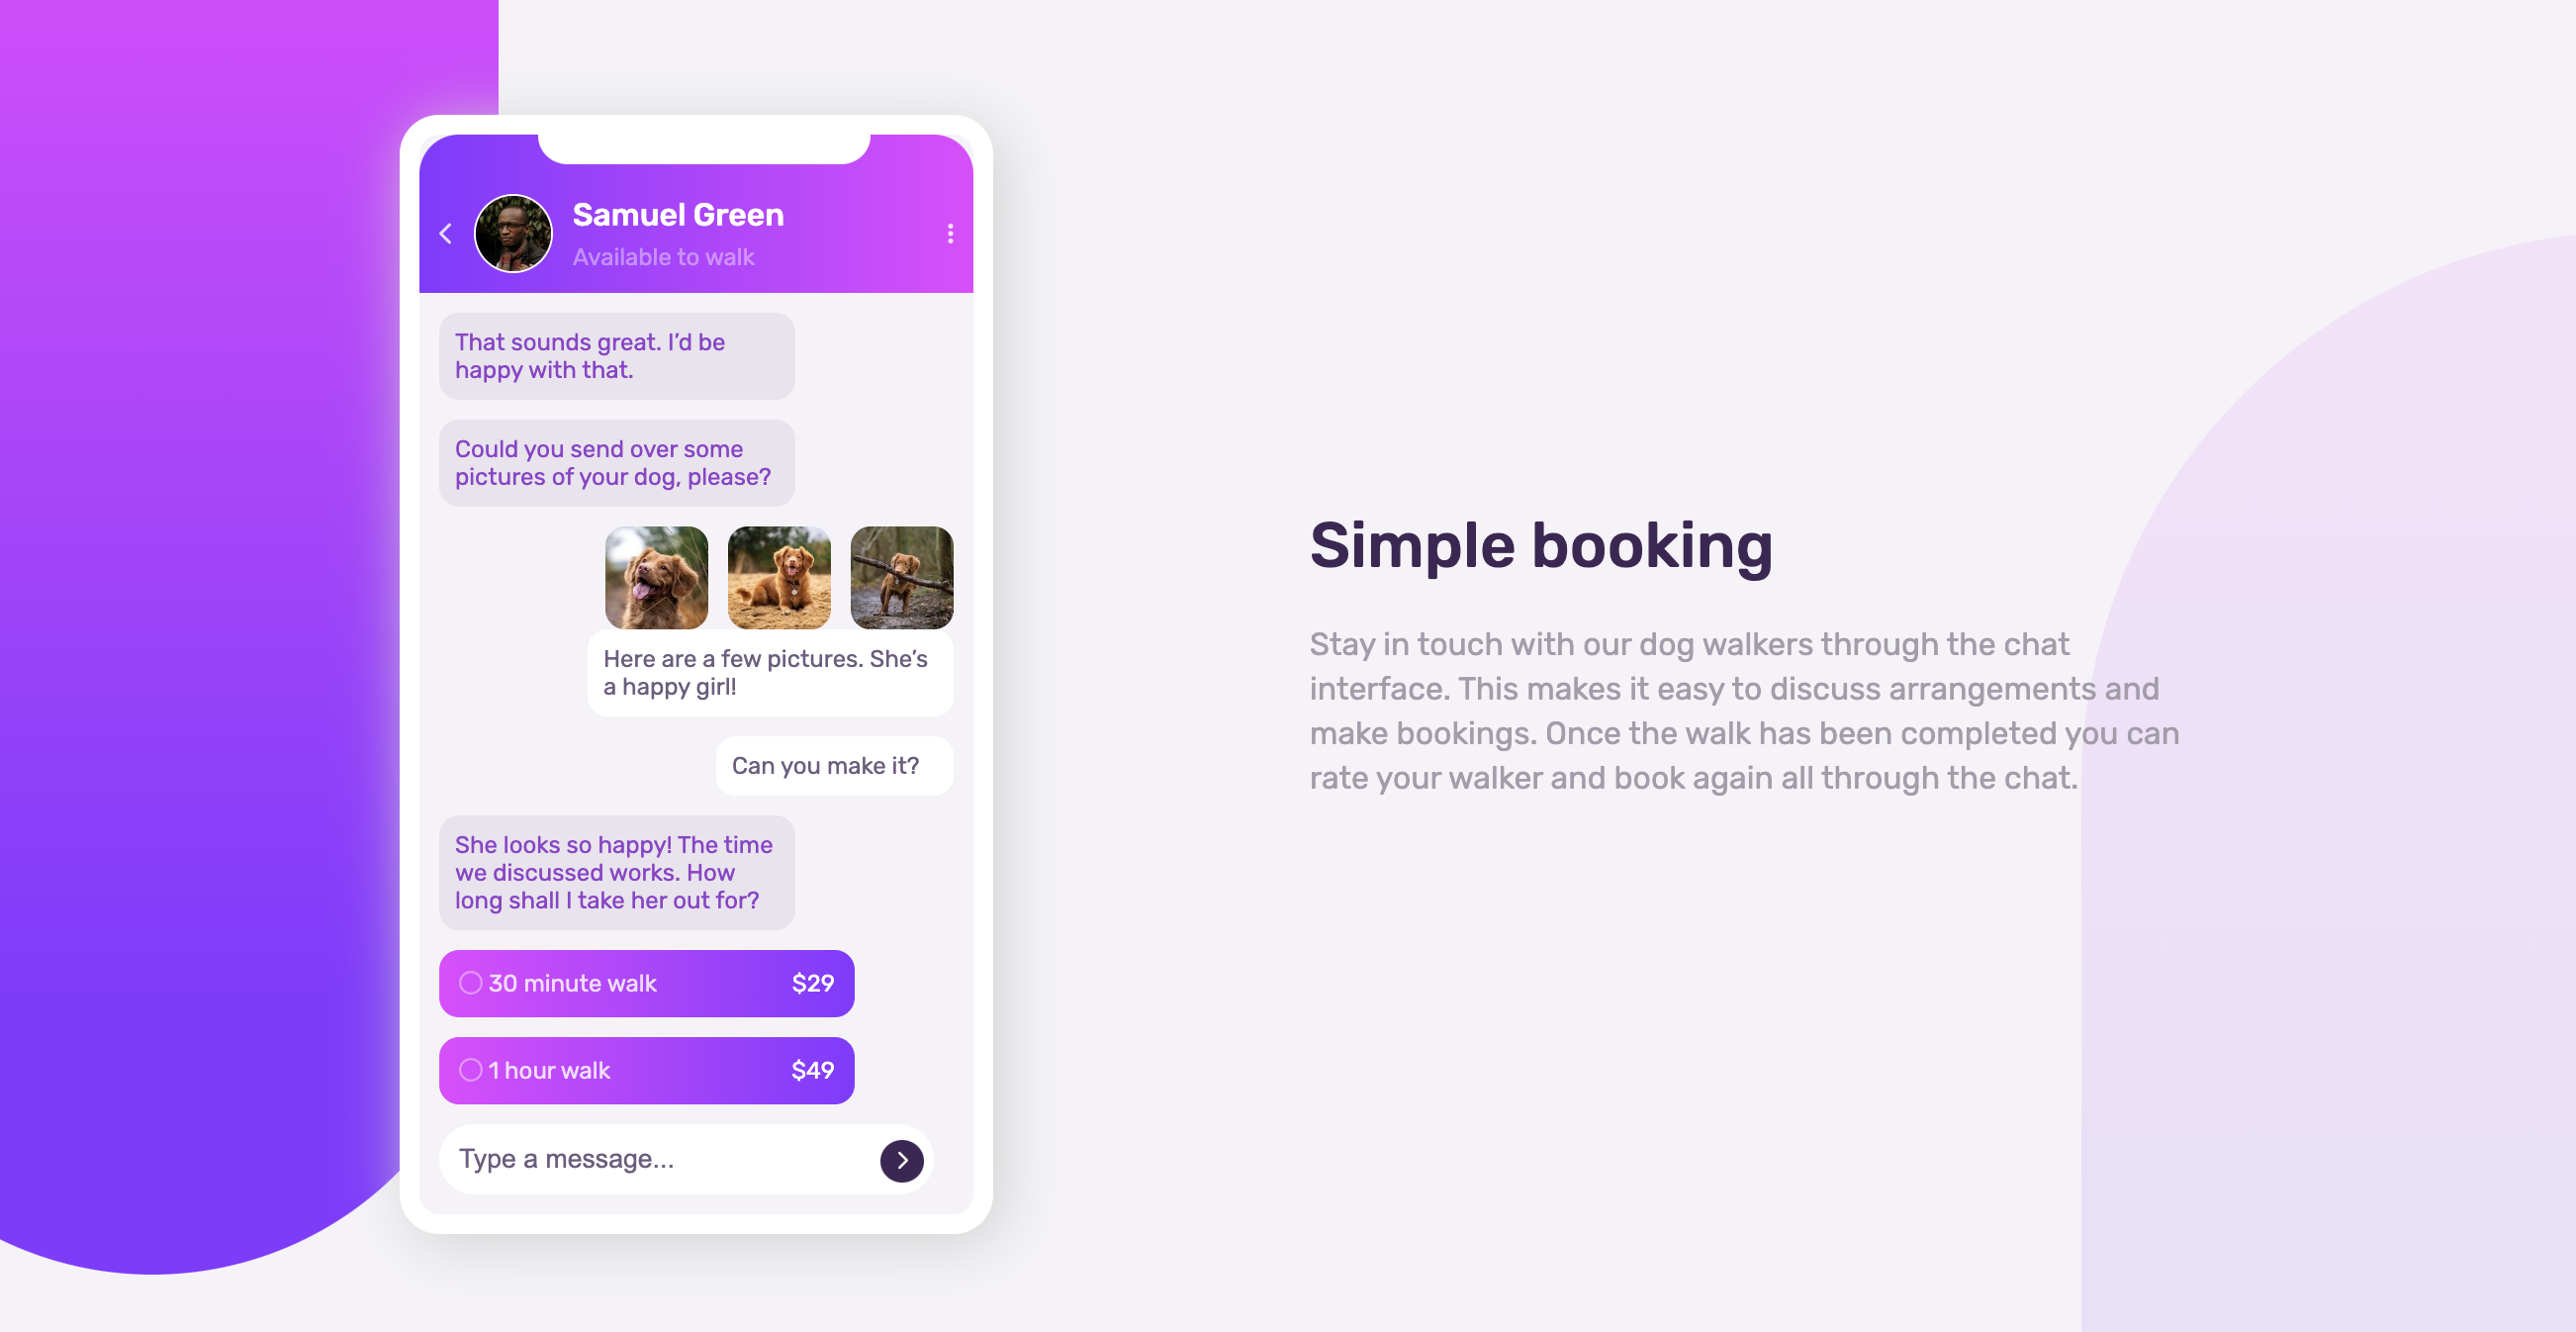 Samuel Green
Available to walk
That sounds great. I’d be
happy with that.
Could you send over some
pictures of your dog, please?
Here are a few pictures. She’s
a happy girl!
Can you make it?
She looks so happy! The time
we discussed works. How
long shall I take her out for?
30 minute walk $29
1 hour walk $49
Type a message...
Simple booking
Stay in touch with our dog walkers through the chat
interface. This makes it easy to discuss arrangements and
make bookings. Once the walk has been completed you can
rate your walker and book again all through the chat.